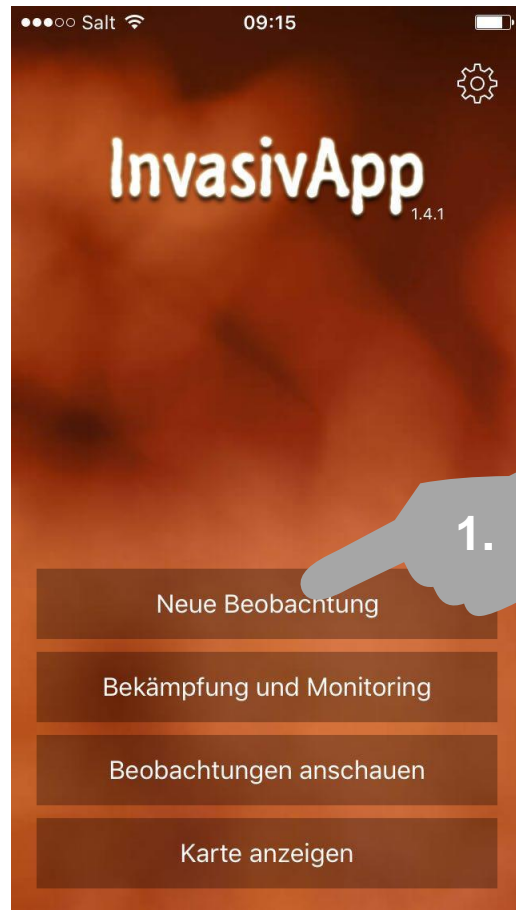 Salt 09:15
InvasivApp
1.4.1
1.
Neue Beobachtung
Bekämpfung und Monitoring
Beobachtungen anschauen
Karte anzeigen